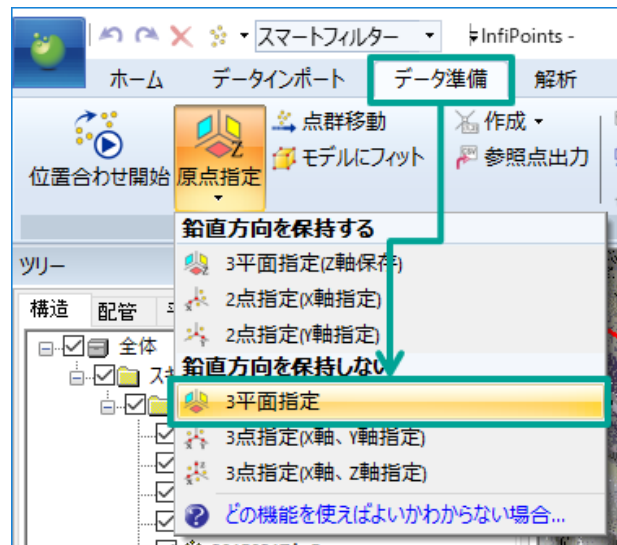 スマートフィルター InfiPoints -
ホーム データインポート データ準備 解析
位置合わせ開始 原点指定 点群移動 作成
モデルにフィット 参照点出力
鉛直方向を保持する
ツリー 3平面指定(Z軸保存)
構造 配管 2点指定(X軸指定)
全体 2点指定(Y軸指定)
鉛直方向を保持しない
3平面指定
3点指定(X軸、Y軸指定)
3点指定(X軸、Z軸指定)
どの機能を使えばよいかわからない場合...